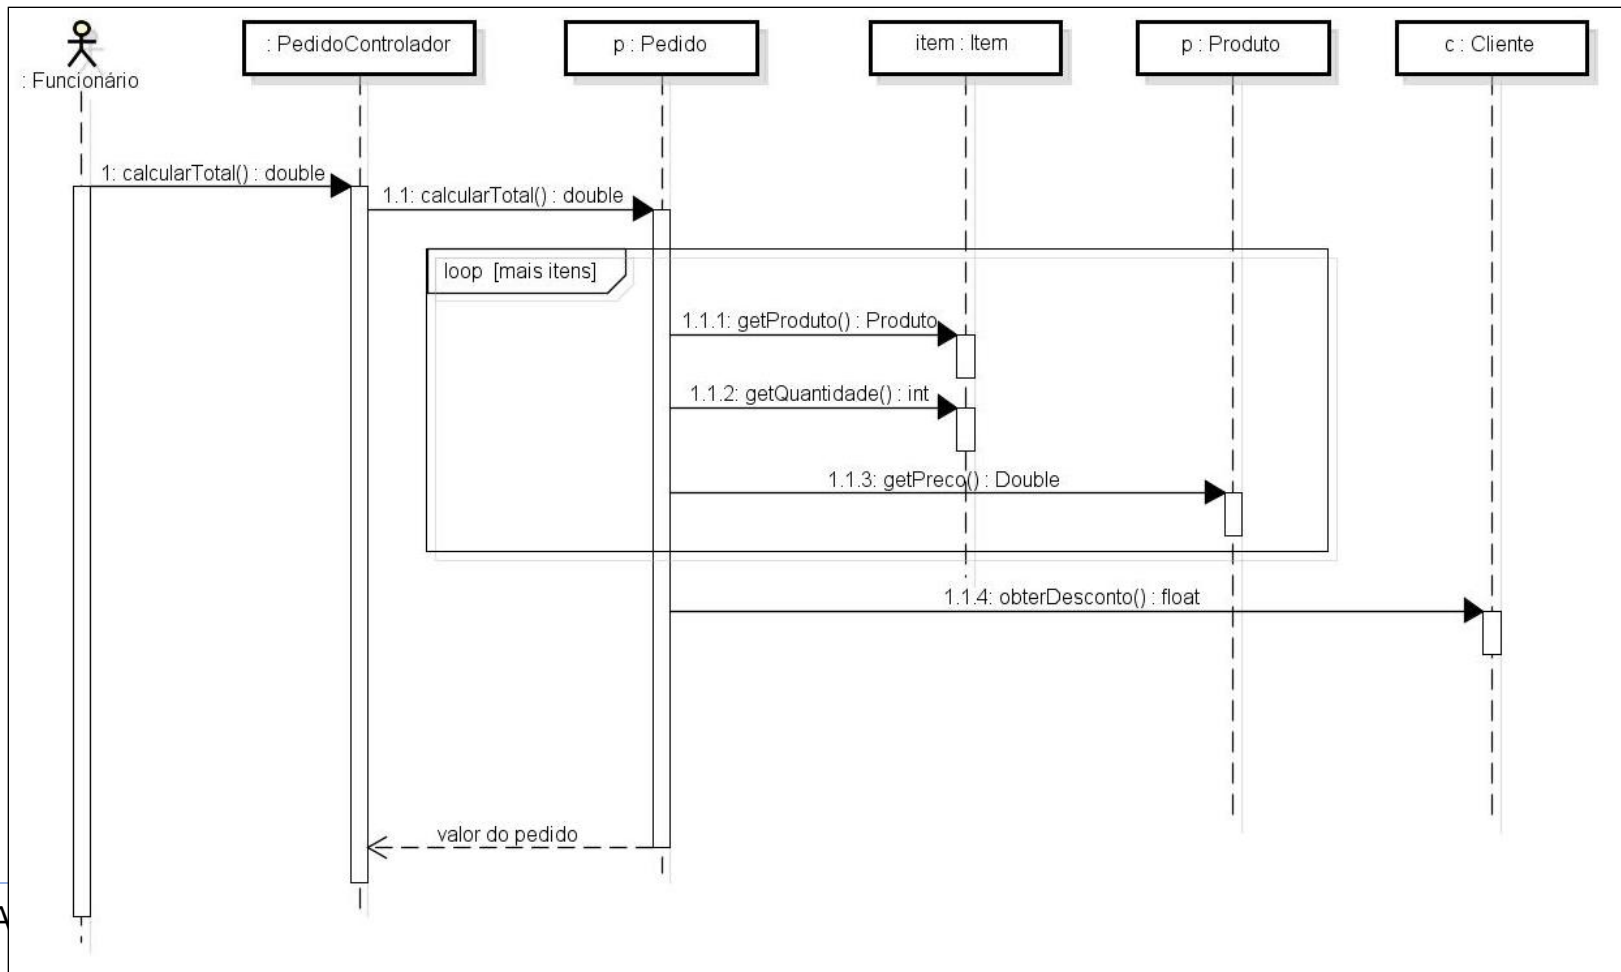 : Funcionário
: PedidoControlador
p : Pedido
item : Item
p : Produto
c : Cliente
1: calcularTotal() : double
1.1: calcularTotal() : double
loop [mais itens]
1.1.1: getProduto() : Produto
1.1.2: getQuantidade() : int
1.1.3: getPreco() : Double
1.1.4: obterDesconto() : float
valor do pedido